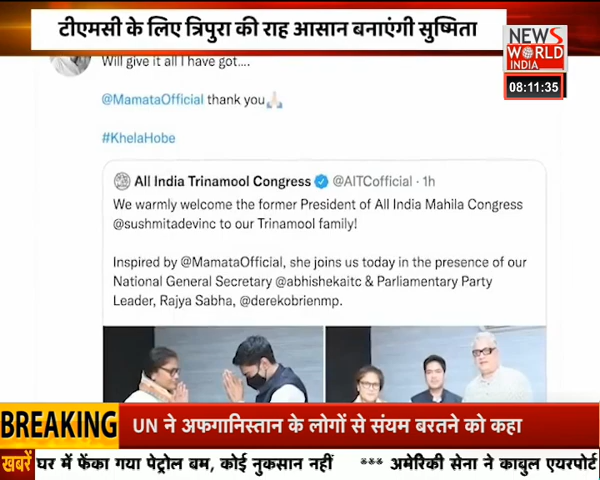 टीएमसी के लिए त्रिपुरा की राह आसान बनाएंगी सुष्मिता
NEWS
WORLD
INDIA
08:11:35
Will give it all I have got....
@MamataOfficial thank you🙏🏻
#KhelaHobe
All India Trinamool Congress @AITCofficial · 1h
We warmly welcome the former President of All India Mahila Congress
@sushmitadevinc to our Trinamool family!
Inspired by @MamataOfficial, she joins us today in the presence of our
National General Secretary @abhishekaitc & Parliamentary Party
Leader, Rajya Sabha, @derekobrienmp.
BREAKING
UN ने अफगानिस्तान के लोगों से संयम बरतने को कहा
खबरें
घर में फेंका गया पेट्रोल बम, कोई नुकसान नहीं *** अमेरिकी सेना ने काबुल एयरपोर्ट